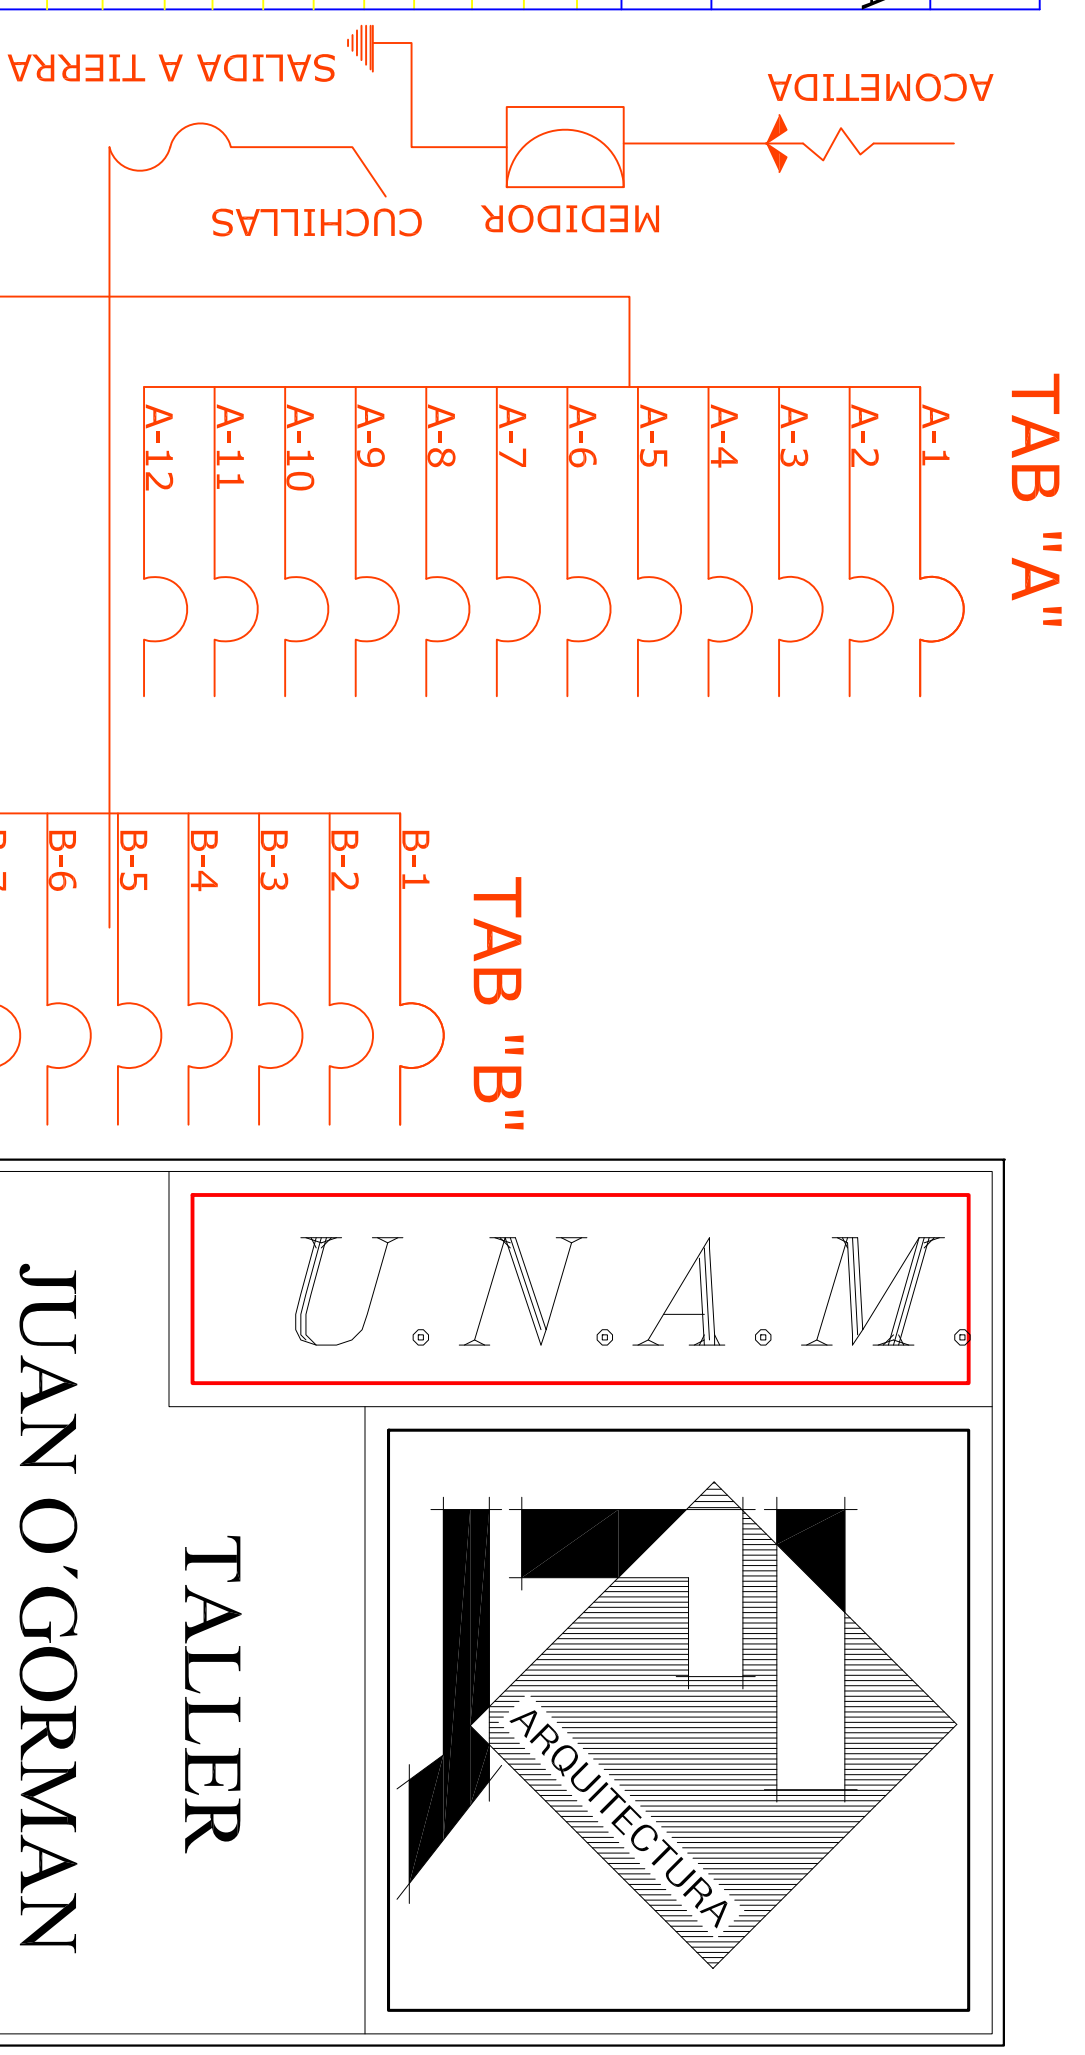 ACOMETIDA
MEDIDOR
SALIDA A TIERRA
CUCHILLAS
TAB "A"
A-1
A-2
A-3
A-4
A-5
A-6
A-7
A-8
A-9
A-10
A-11
A-12
TAB "B"
B-1
B-2
B-3
B-4
B-5
B-6
U.N.A.M.
ARQUITECTURA
TALLER
JUAN O´GORMAN